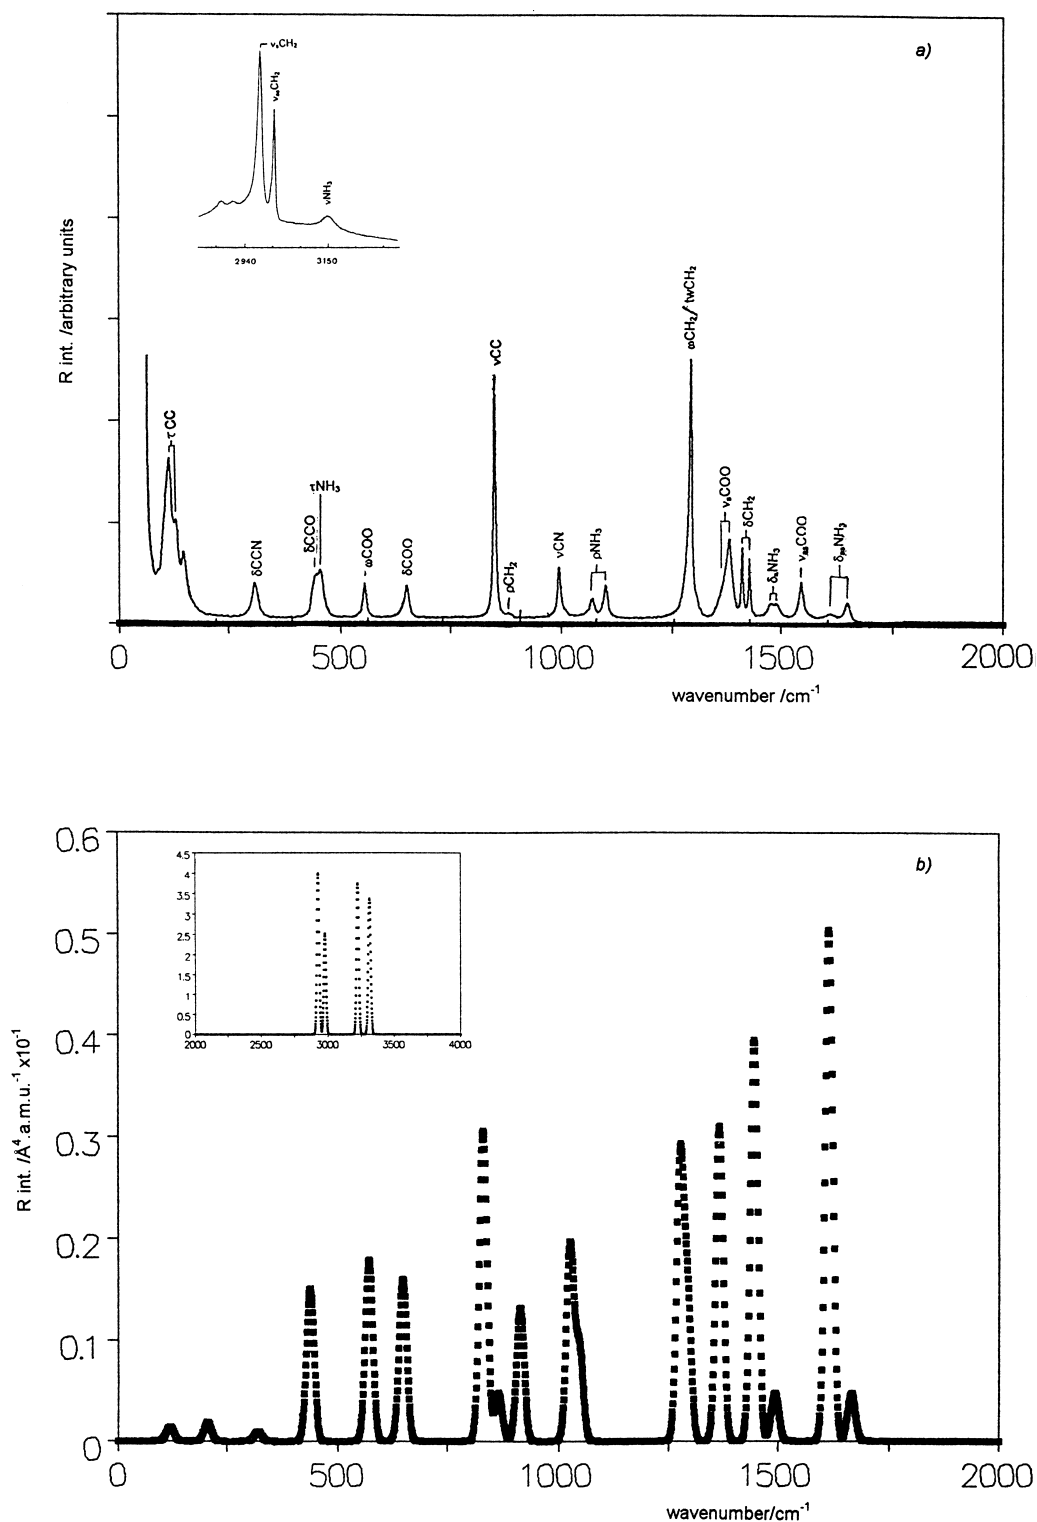 a)
νₛCH₂
νₐₛCH₂
νNH₃
2940 3150
R int. /arbitrary units
τCC
δCCN
δCCO
τNH₃
ωCOO
δCOO
νCC
ρCH₂
νCN
ρNH₃
ωCH₂/twCH₂
νₛCOO
δCH₂
δₛNH₃
νₐₛCOO
δₐₛNH₃
0 500 1000 1500 2000
wavenumber /cm⁻¹
b)
0.6
0.5
0.4
0.3
0.2
0.1
0
4.5
4
3.5
3
2.5
2
1.5
1
0.5
0
2000 2500 3000 3500 4000
R int. /Å⁴.a.m.u.⁻¹ x10⁻¹
0 500 1000 1500 2000
wavenumber/cm⁻¹